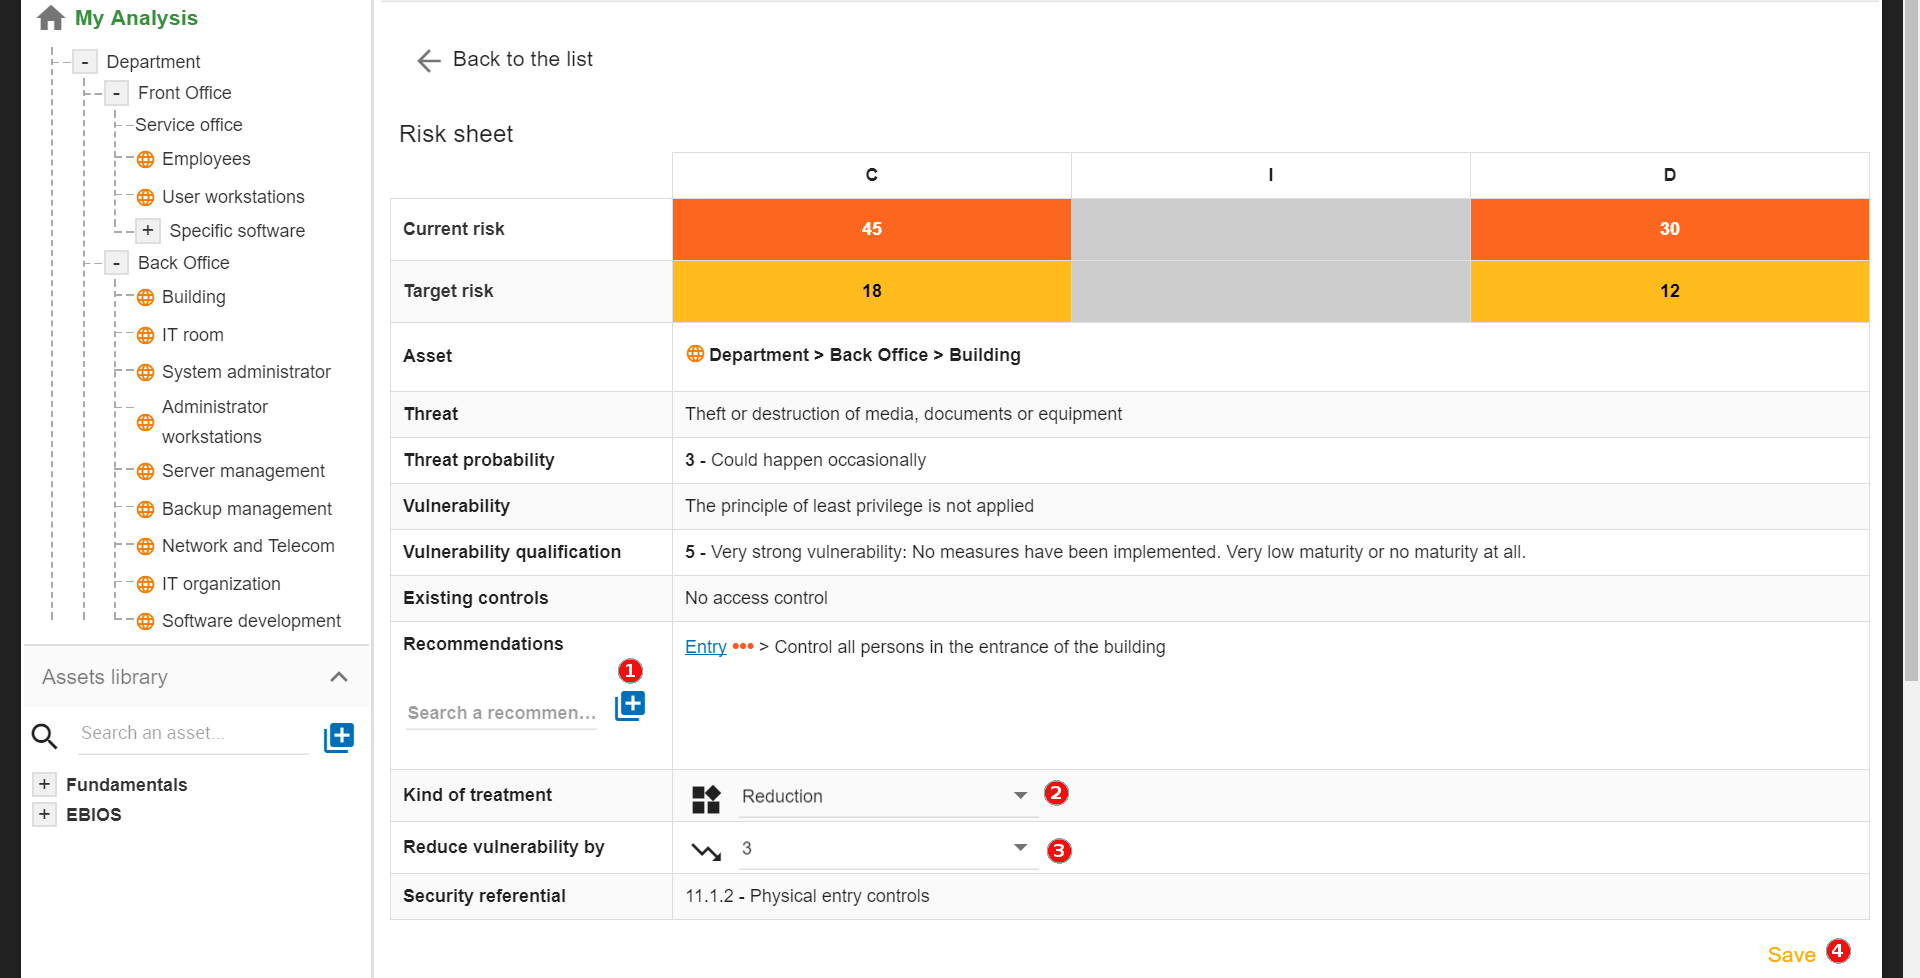 My Analysis
- Department
- Front Office
Service office
Employees
User workstations
+ Specific software
- Back Office
Building
IT room
System administrator
Administrator
workstations
Server management
Backup management
Network and Telecom
IT organization
Software development
Assets library
Search an asset...
+ Fundamentals
+ EBIOS
Back to the list
Risk sheet
C I D
Current risk 45 30
Target risk 18 12
Asset Department > Back Office > Building
Threat Theft or destruction of media, documents or equipment
Threat probability 3 - Could happen occasionally
Vulnerability The principle of least privilege is not applied
Vulnerability qualification 5 - Very strong vulnerability: No measures have been implemented. Very low maturity or no maturity at all.
Existing controls No access control
Recommendations Entry ••• > Control all persons in the entrance of the building
1
Search a recommen...
Kind of treatment Reduction 2
Reduce vulnerability by 3 3
Security referential 11.1.2 - Physical entry controls
Save 4